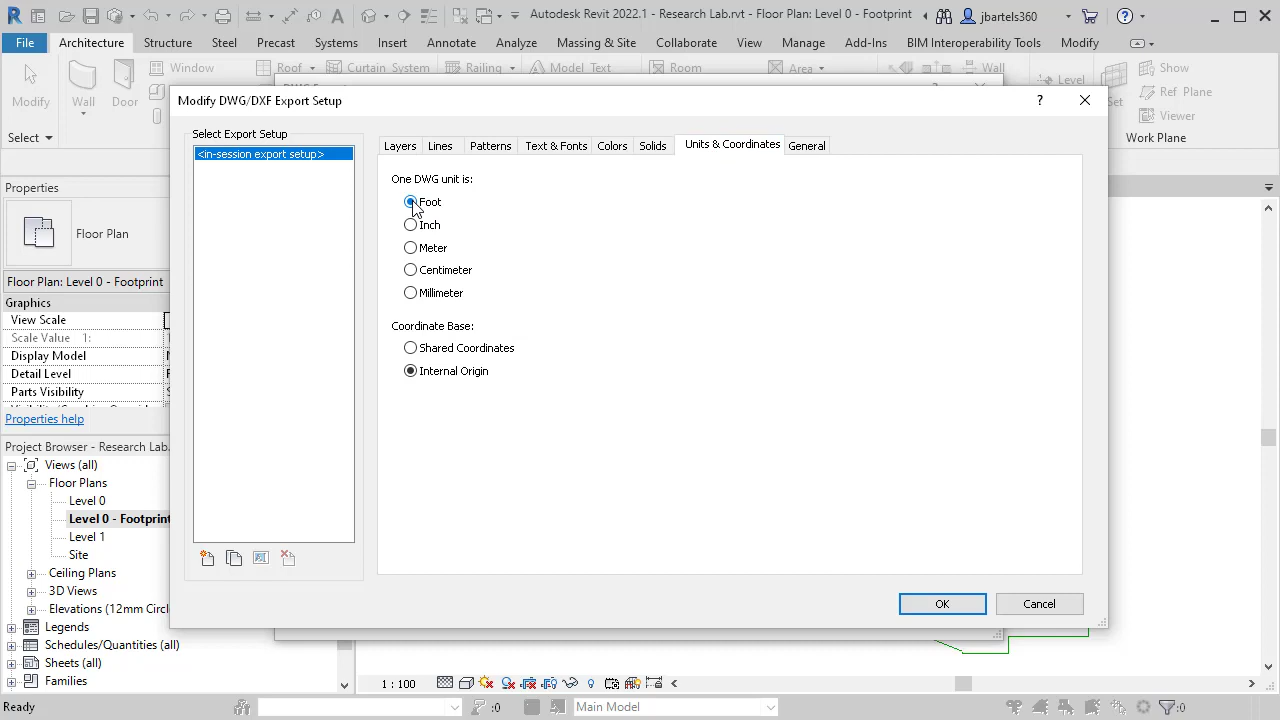 Autodesk Revit 2022.1 - Research Lab.rvt - Floor Plan: Level 0 - Footprint
jbartels360
File
Architecture
Structure
Steel
Precast
Systems
Insert
Annotate
Analyze
Massing & Site
Collaborate
View
Manage
Add-Ins
BIM Interoperability Tools
Modify
Modify
Wall
Door
Window
Roof
Curtain System
Railing
Model Text
Room
Area
Wall
Level
Set
Show
Ref Plane
Viewer
Select
Work Plane
Modify DWG/DXF Export Setup
Select Export Setup
<in-session export setup>
Layers
Lines
Patterns
Text & Fonts
Colors
Solids
Units & Coordinates
General
One DWG unit is:
Foot
Inch
Meter
Centimeter
Millimeter
Coordinate Base:
Shared Coordinates
Internal Origin
OK
Cancel
Properties
Floor Plan
Floor Plan: Level 0 - Footprint
Graphics
View Scale
Scale Value 1:
Display Model
Detail Level
Parts Visibility
Properties help
Project Browser - Research Lab.
Views (all)
Floor Plans
Level 0
Level 0 - Footprint
Level 1
Site
Ceiling Plans
3D Views
Elevations (12mm Circl
Legends
Schedules/Quantities (all)
Sheets (all)
Families
1 : 100
Ready
:0
Main Model
:0